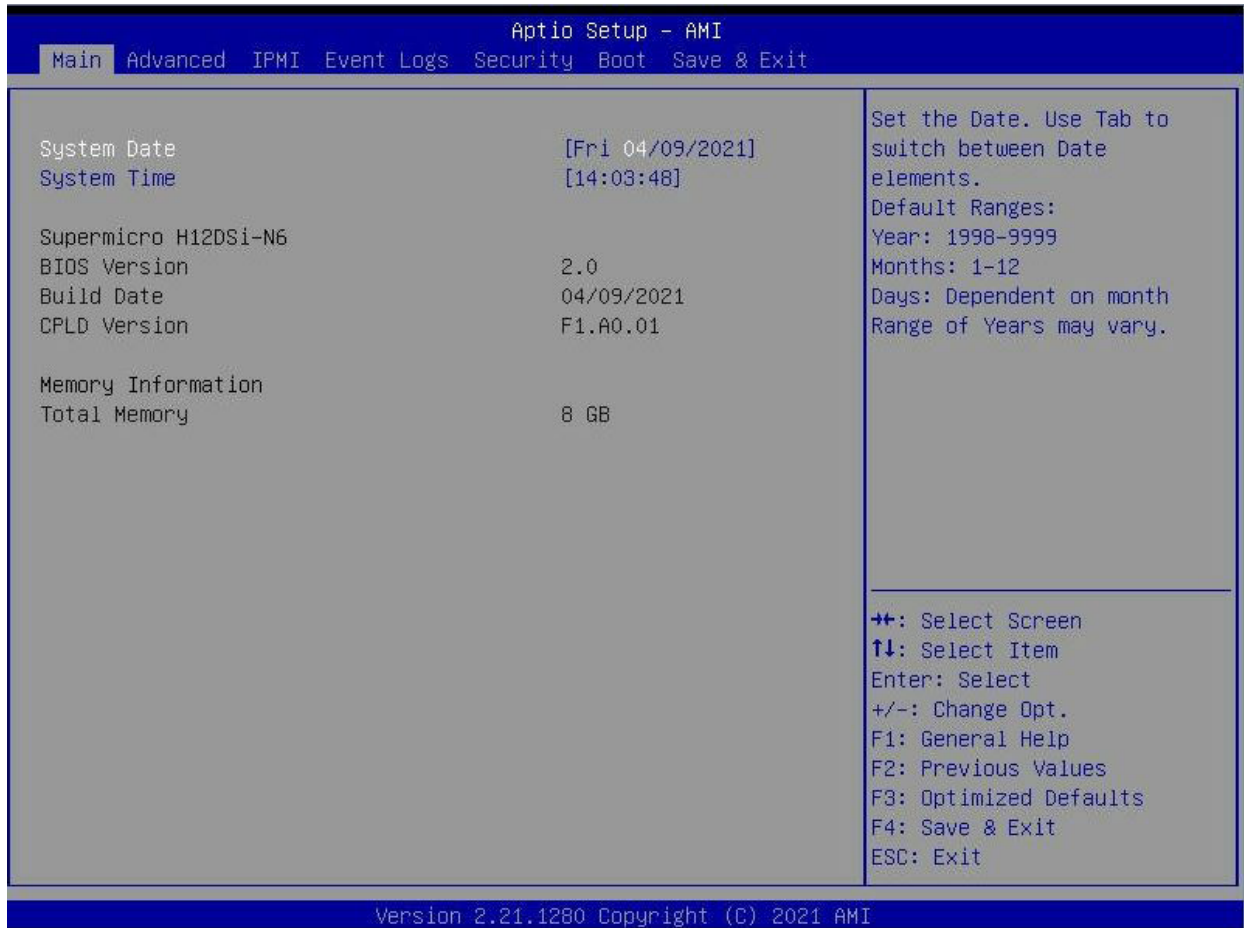 Aptio Setup – AMI
Main Advanced IPMI Event Logs Security Boot Save & Exit
System Date [Fri 04/09/2021]
System Time [14:03:48]
Supermicro H12DSi-N6
BIOS Version 2.0
Build Date 04/09/2021
CPLD Version F1.A0.01
Memory Information
Total Memory 8 GB
Set the Date. Use Tab to
switch between Date
elements.
Default Ranges:
Year: 1998-9999
Months: 1-12
Days: Dependent on month
Range of Years may vary.
→←: Select Screen
↑↓: Select Item
Enter: Select
+/-: Change Opt.
F1: General Help
F2: Previous Values
F3: Optimized Defaults
F4: Save & Exit
ESC: Exit
Version 2.21.1280 Copyright (C) 2021 AMI